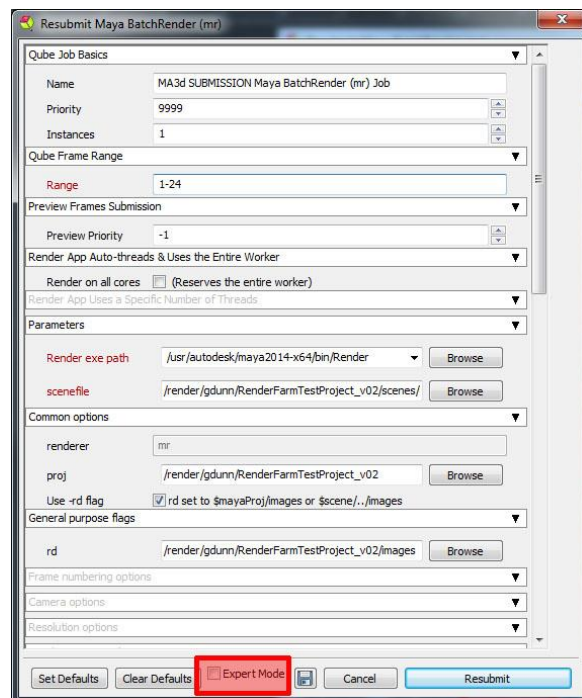 Resubmit Maya BatchRender (mr)
Qube Job Basics
Name MA3d SUBMISSION Maya BatchRender (mr) Job
Priority 9999
Instances 1
Qube Frame Range
Range 1-24
Preview Frames Submission
Preview Priority -1
Render App Auto-threads & Uses the Entire Worker
Render on all cores (Reserves the entire worker)
Render App Uses a Specific Number of Threads
Parameters
Render exe path /usr/autodesk/maya2014-x64/bin/Render Browse
scenefile /render/gdunn/RenderFarmTestProject_v02/scenes/ Browse
Common options
renderer mr
proj /render/gdunn/RenderFarmTestProject_v02 Browse
Use -rd flag rd set to $mayaProj/images or $scene/../images
General purpose flags
rd /render/gdunn/RenderFarmTestProject_v02/images Browse
Frame numbering options
Camera options
Resolution options
Set Defaults Clear Defaults Expert Mode Cancel Resubmit